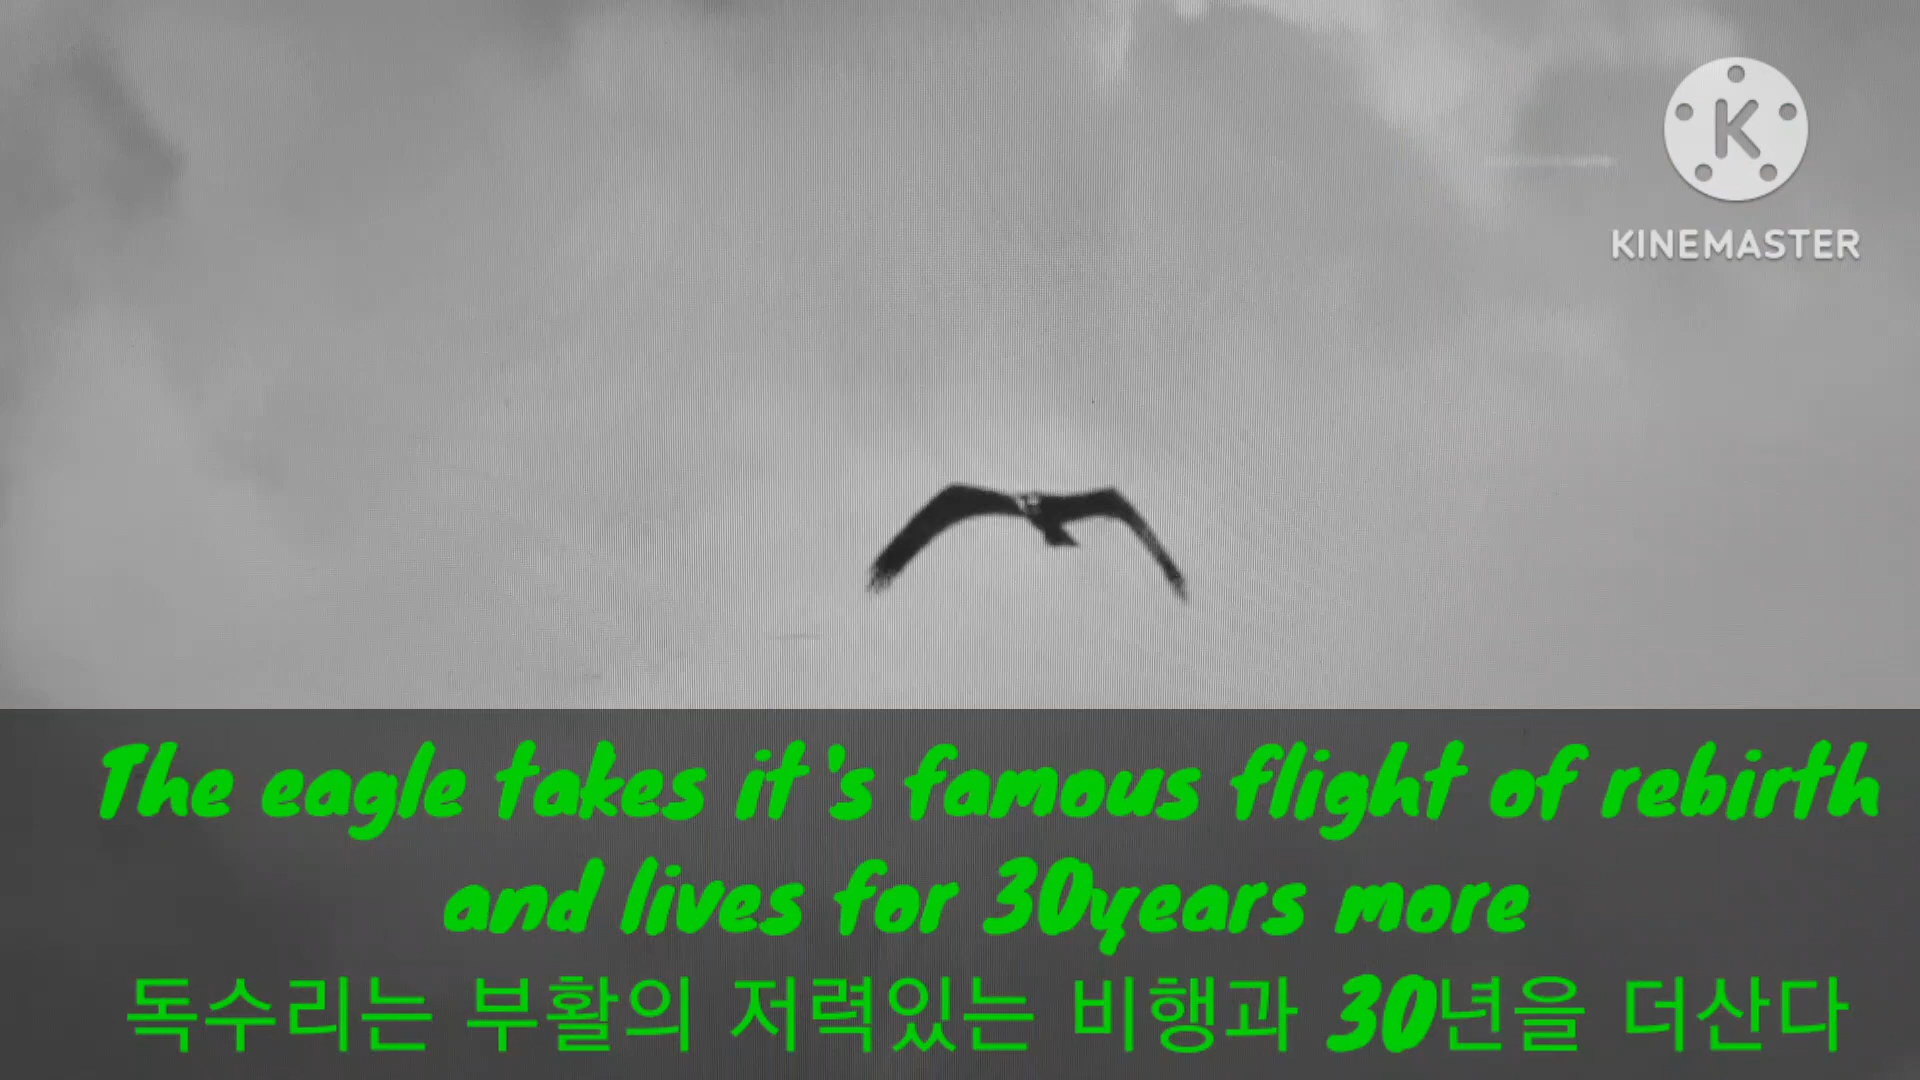 K
KINEMASTER
The eagle takes it's famous flight of rebirth
and lives for 30years more
독수리는 부활의 저력있는 비행과 30년을 더산다